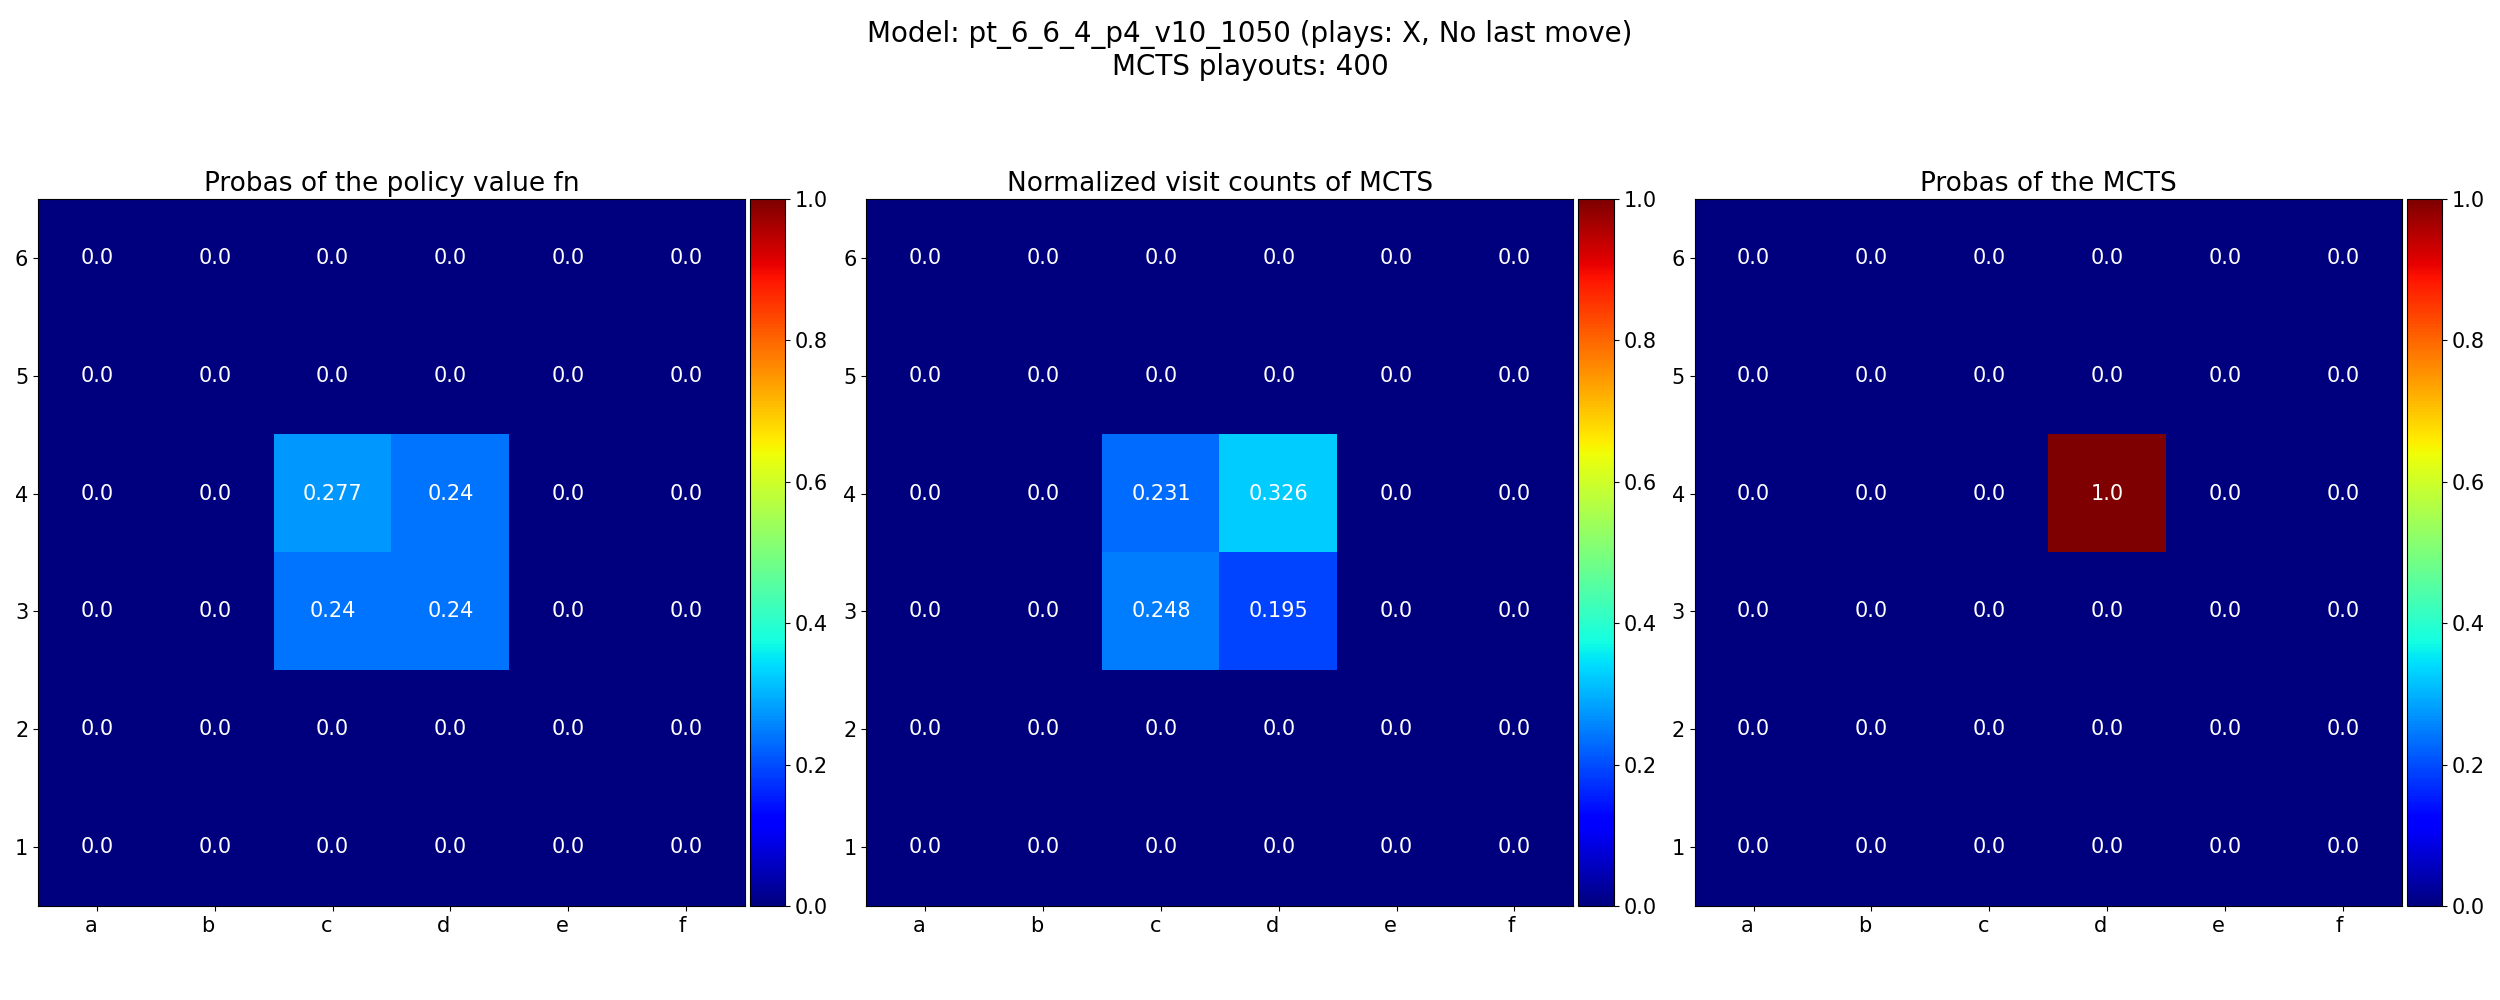 Model: pt_6_6_4_p4_v10_1050 (plays: X, No last move)
MCTS playouts: 400
Probas of the policy value fn
6 0.0 0.0 0.0 0.0 0.0 0.0
5 0.0 0.0 0.0 0.0 0.0 0.0
4 0.0 0.0 0.277 0.24 0.0 0.0
3 0.0 0.0 0.24 0.24 0.0 0.0
2 0.0 0.0 0.0 0.0 0.0 0.0
1 0.0 0.0 0.0 0.0 0.0 0.0
a b c d e f
1.0
0.8
0.6
0.4
0.2
0.0
Normalized visit counts of MCTS
6 0.0 0.0 0.0 0.0 0.0 0.0
5 0.0 0.0 0.0 0.0 0.0 0.0
4 0.0 0.0 0.231 0.326 0.0 0.0
3 0.0 0.0 0.248 0.195 0.0 0.0
2 0.0 0.0 0.0 0.0 0.0 0.0
1 0.0 0.0 0.0 0.0 0.0 0.0
a b c d e f
1.0
0.8
0.6
0.4
0.2
0.0
Probas of the MCTS
6 0.0 0.0 0.0 0.0 0.0 0.0
5 0.0 0.0 0.0 0.0 0.0 0.0
4 0.0 0.0 0.0 1.0 0.0 0.0
3 0.0 0.0 0.0 0.0 0.0 0.0
2 0.0 0.0 0.0 0.0 0.0 0.0
1 0.0 0.0 0.0 0.0 0.0 0.0
a b c d e f
1.0
0.8
0.6
0.4
0.2
0.0